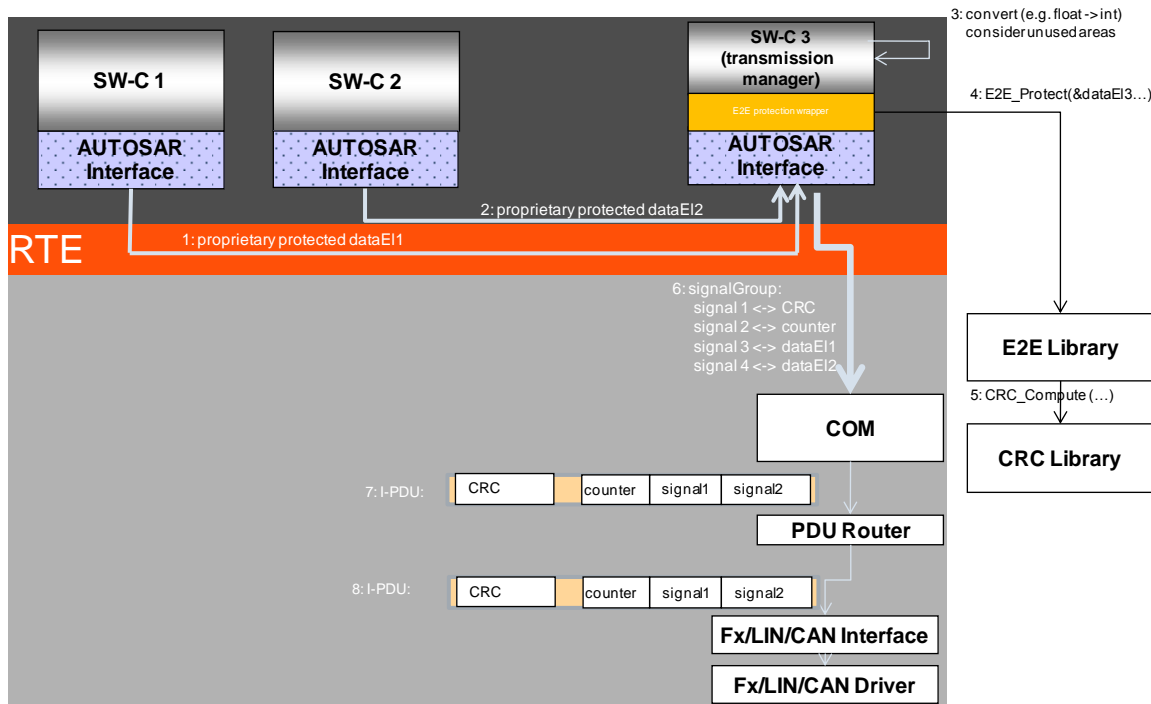 3: convert (e.g. float -> int)
consider unused areas
SW-C 1
AUTOSAR
Interface
SW-C 2
AUTOSAR
Interface
SW-C 3
(transmission
manager)
E2E protection wrapper
AUTOSAR
Interface
4: E2E_Protect(&dataEl3…)
2: proprietary protected dataEl2
1: proprietary protected dataEl1
RTE
6: signalGroup:
signal 1 <-> CRC
signal 2 <-> counter
signal 3 <-> dataEl1
signal 4 <-> dataEl2
E2E Library
5: CRC_Compute (…)
CRC Library
COM
7: I-PDU:
CRC
counter
signal1
signal2
PDU Router
8: I-PDU:
CRC
counter
signal1
signal2
Fx/LIN/CAN Interface
Fx/LIN/CAN Driver